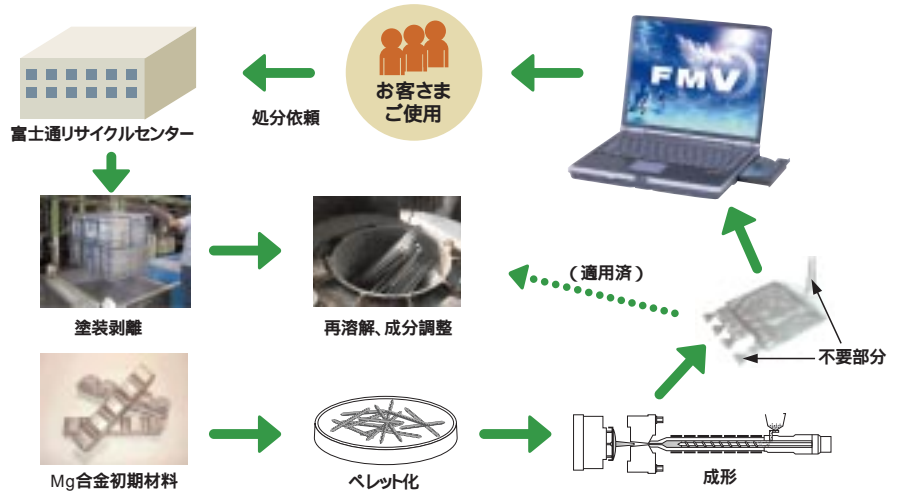 FMV
お客さま
ご使用
処分依頼
富士通リサイクルセンター
(適用済)
塗装剥離
再溶解、成分調整
不要部分
Mg合金初期材料
ペレット化
成形